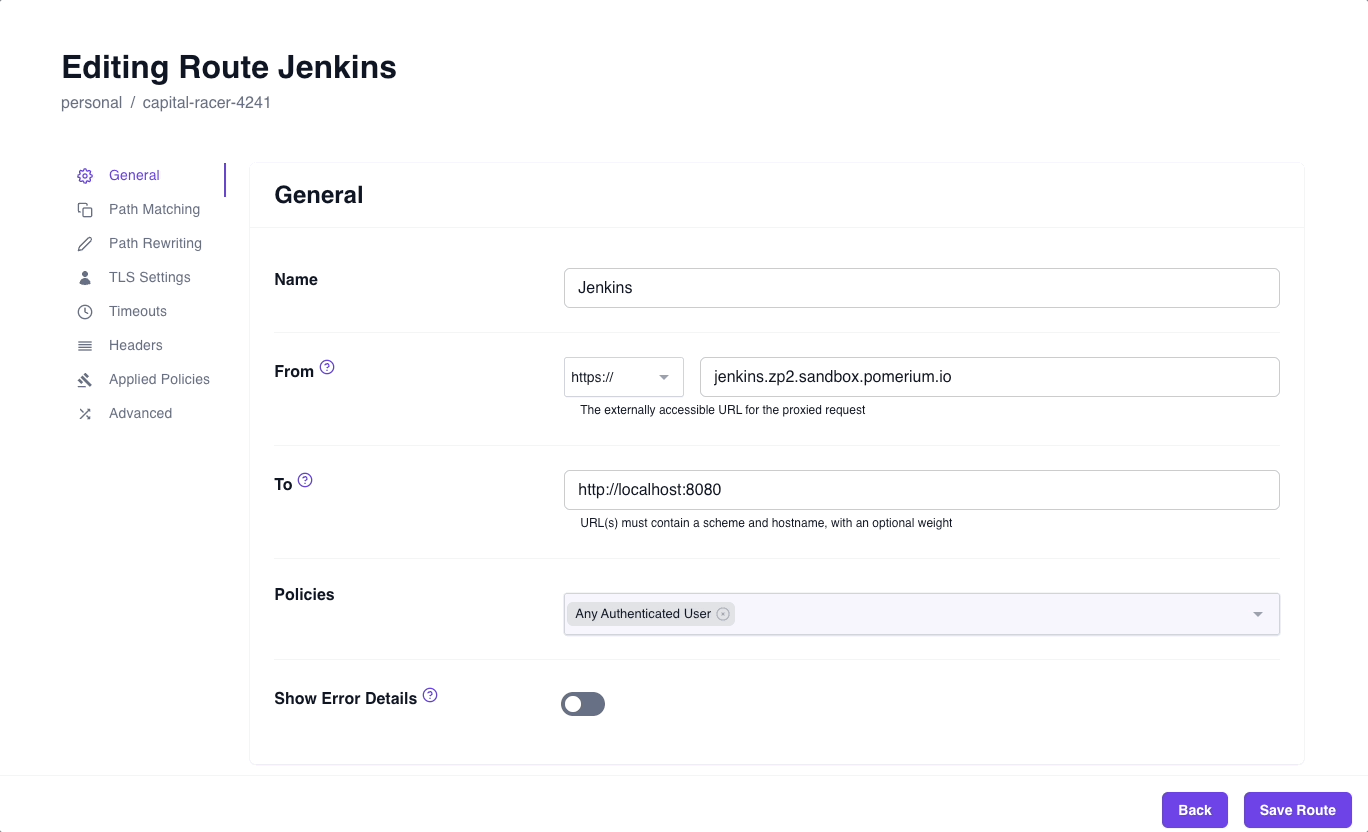 Editing Route Jenkins
personal / capital-racer-4241
General
Path Matching
Path Rewriting
TLS Settings
Timeouts
Headers
Applied Policies
Advanced
General
Name
Jenkins
From ?
https://
jenkins.zp2.sandbox.pomerium.io
The externally accessible URL for the proxied request
To ?
http://localhost:8080
URL(s) must contain a scheme and hostname, with an optional weight
Policies
Any Authenticated User
Show Error Details ?
Back
Save Route